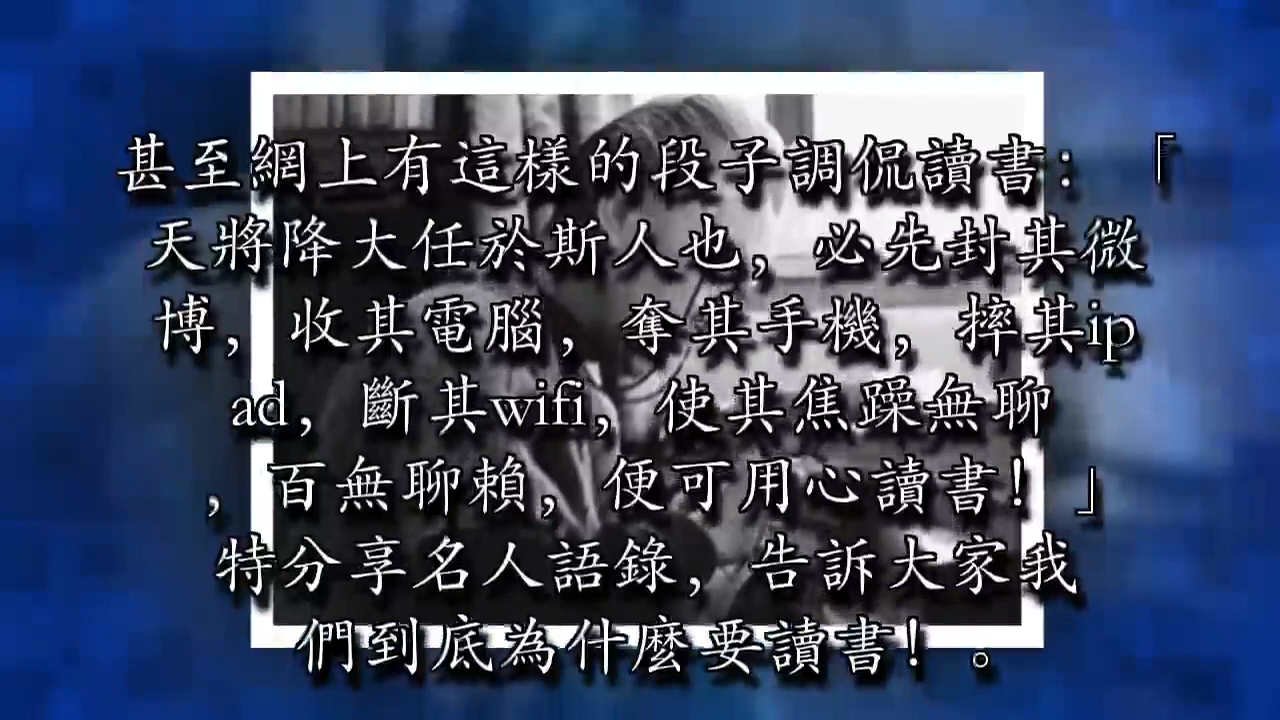 甚至網上有這樣的段子調侃讀書：「
天將降大任於斯人也，必先封其微
博，收其電腦，奪其手機，摔其ip
ad，斷其wifi，使其焦躁無聊
，百無聊賴，便可用心讀書！」
特分享名人語錄，告訴大家我
們到底為什麼要讀書！。